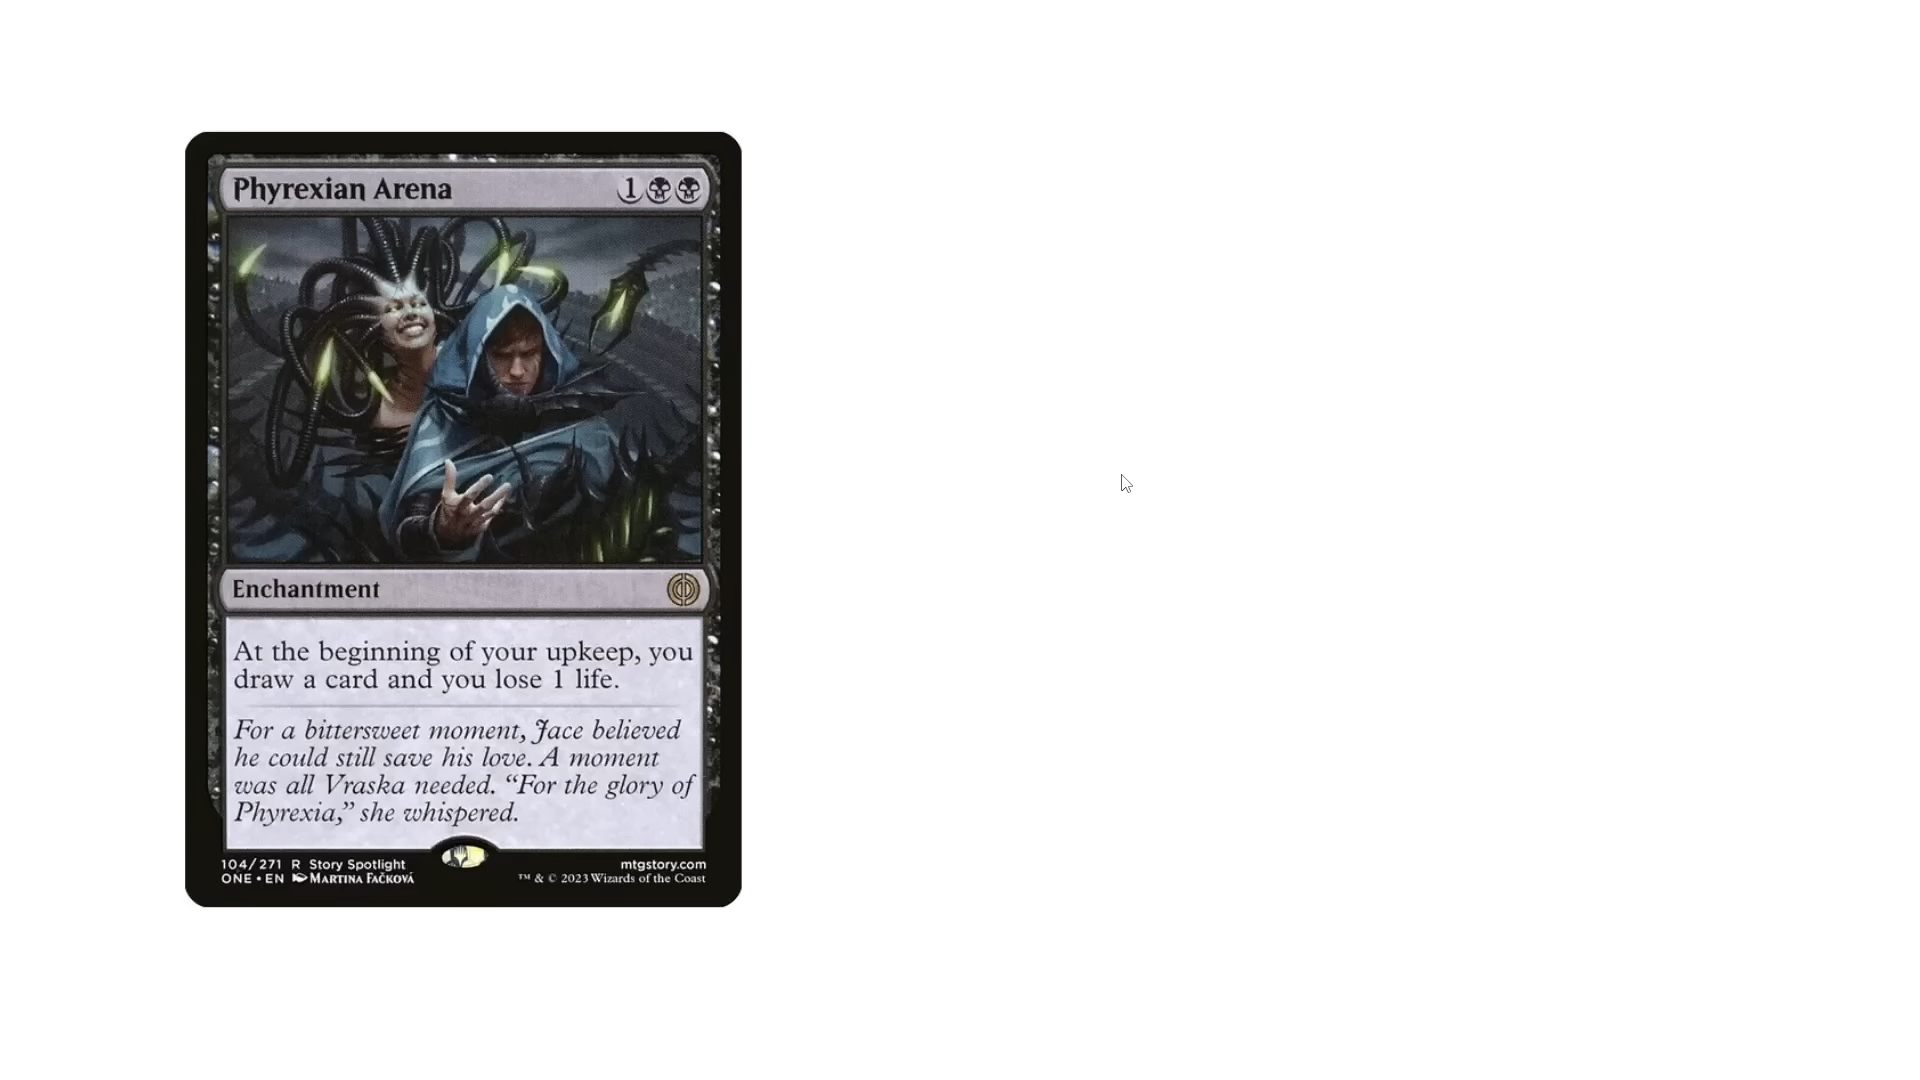 Phyrexian Arena 1
Enchantment
At the beginning of your upkeep, you
draw a card and you lose 1 life.
For a bittersweet moment, Jace believed
he could still save his love. A moment
was all Vraska needed. “For the glory of
Phyrexia,” she whispered.
104/271 R Story Spotlight
ONE • EN Martina Fačková
mtgstory.com
™ & © 2023 Wizards of the Coast